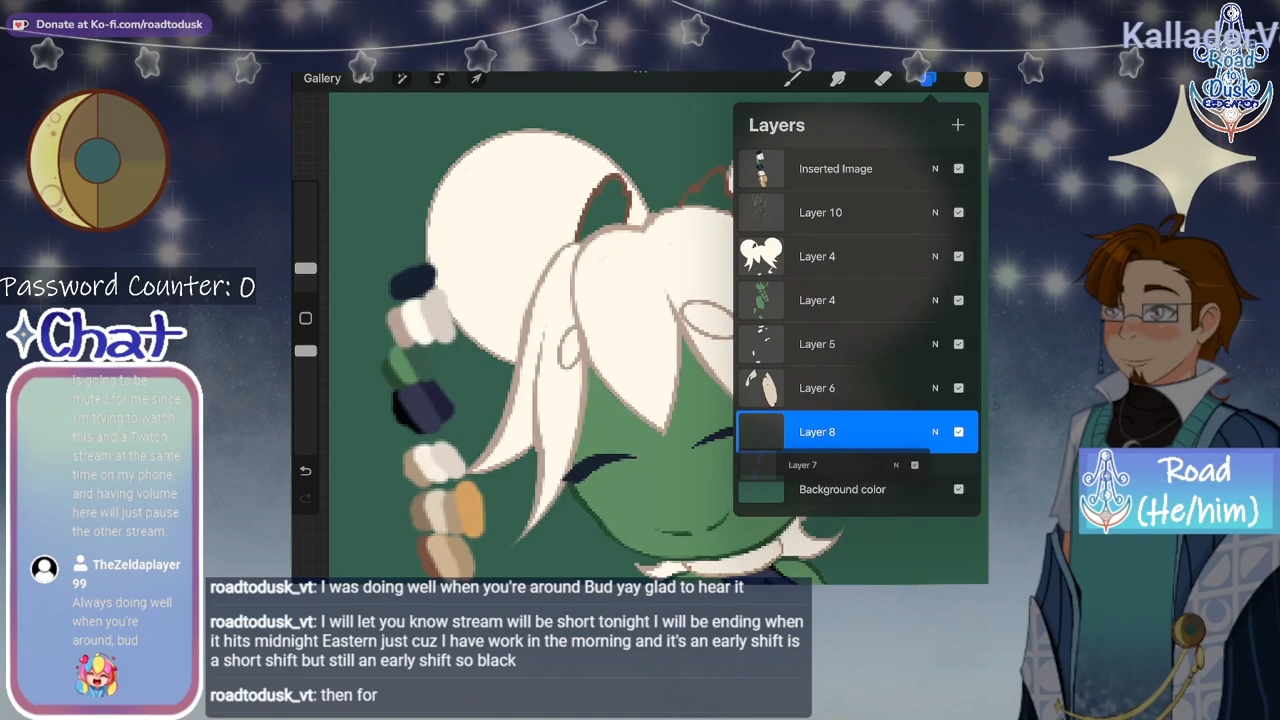 Donate at Ko-fi.com/roadtodusk
KalladorV
Road
to
Dusk
Gallery
S
Layers
+
Inserted Image N
Layer 10 N
Layer 4 N
Layer 4 N
Layer 5 N
Layer 6 N
Layer 8 N
Layer 7 N
Background color
Password Counter: 0
Chat
is going to be
muted for me since
I'm trying to watch
this and a Twitch
stream at the same
time on my phone,
and having volume
here will just pause
the other stream.
TheZeldaplayer
99
Always doing well
when you're
around, bud
Road
(He/him)
roadtodusk_vt: I was doing well when you're around Bud yay glad to hear it
roadtodusk_vt: I will let you know stream will be short tonight I will be ending when
it hits midnight Eastern just cuz I have work in the morning and it's an early shift is
a short shift but still an early shift so black
roadtodusk_vt: then for